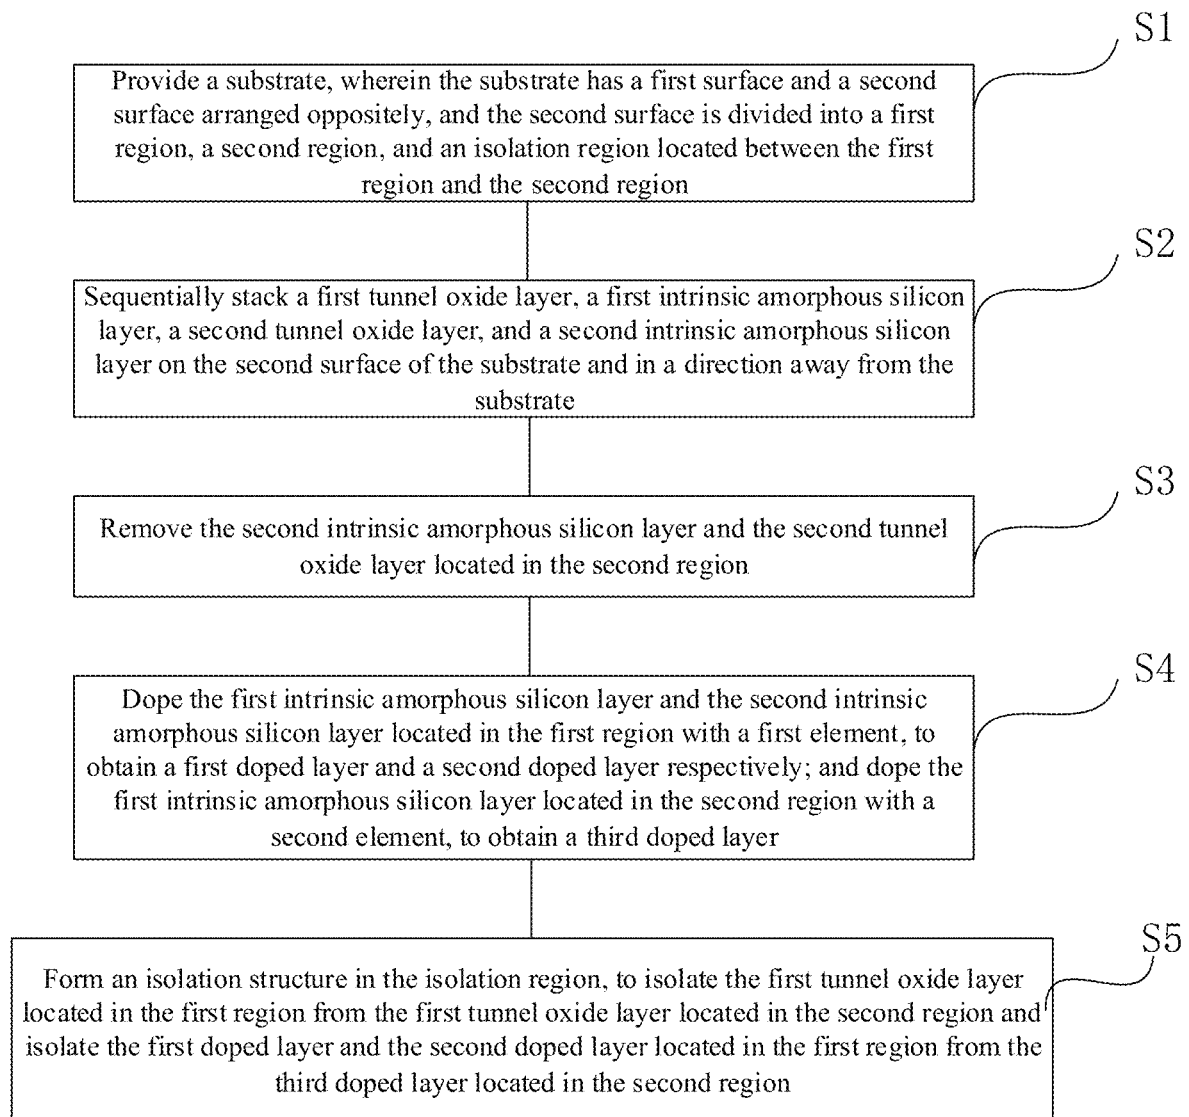 S1
Provide a substrate, wherein the substrate has a first surface and a second
surface arranged oppositely, and the second surface is divided into a first
region, a second region, and an isolation region located between the first
region and the second region
S2
Sequentially stack a first tunnel oxide layer, a first intrinsic amorphous silicon
layer, a second tunnel oxide layer, and a second intrinsic amorphous silicon
layer on the second surface of the substrate and in a direction away from the
substrate
S3
Remove the second intrinsic amorphous silicon layer and the second tunnel
oxide layer located in the second region
S4
Dope the first intrinsic amorphous silicon layer and the second intrinsic
amorphous silicon layer located in the first region with a first element, to
obtain a first doped layer and a second doped layer respectively; and dope the
first intrinsic amorphous silicon layer located in the second region with a
second element, to obtain a third doped layer
S5
Form an isolation structure in the isolation region, to isolate the first tunnel oxide layer
located in the first region from the first tunnel oxide layer located in the second region and
isolate the first doped layer and the second doped layer located in the first region from the
third doped layer located in the second region